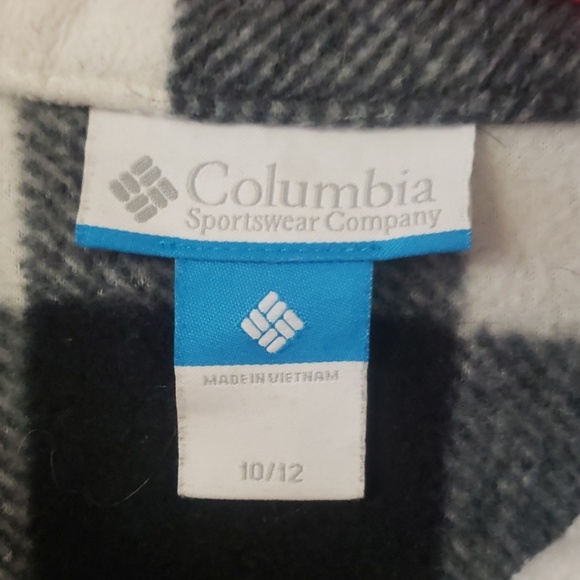 Columbia
Sportswear Company
MADE IN VIETNAM
10/12